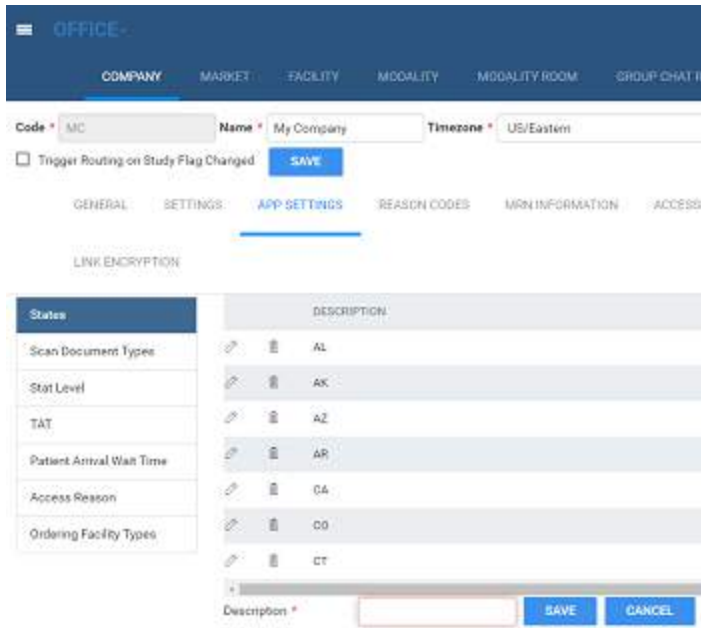 OFFICE-
COMPANY MARKET FACILITY MODALITY MODALITY ROOM GROUP CHAT
Code * MC Name * My Company Timezone * US/Eastern
Trigger Routing on Study Flag Changed SAVE
GENERAL SETTINGS APP SETTINGS REASON CODES MRN INFORMATION ACCESS
LINK ENCRYPTION
States DESCRIPTION
Scan Document Types AL
Stat Level AK
TAT AZ
Patient Arrival Wait Time AR
Access Reason CA
Ordering Facility Types CO
CT
Description * SAVE CANCEL